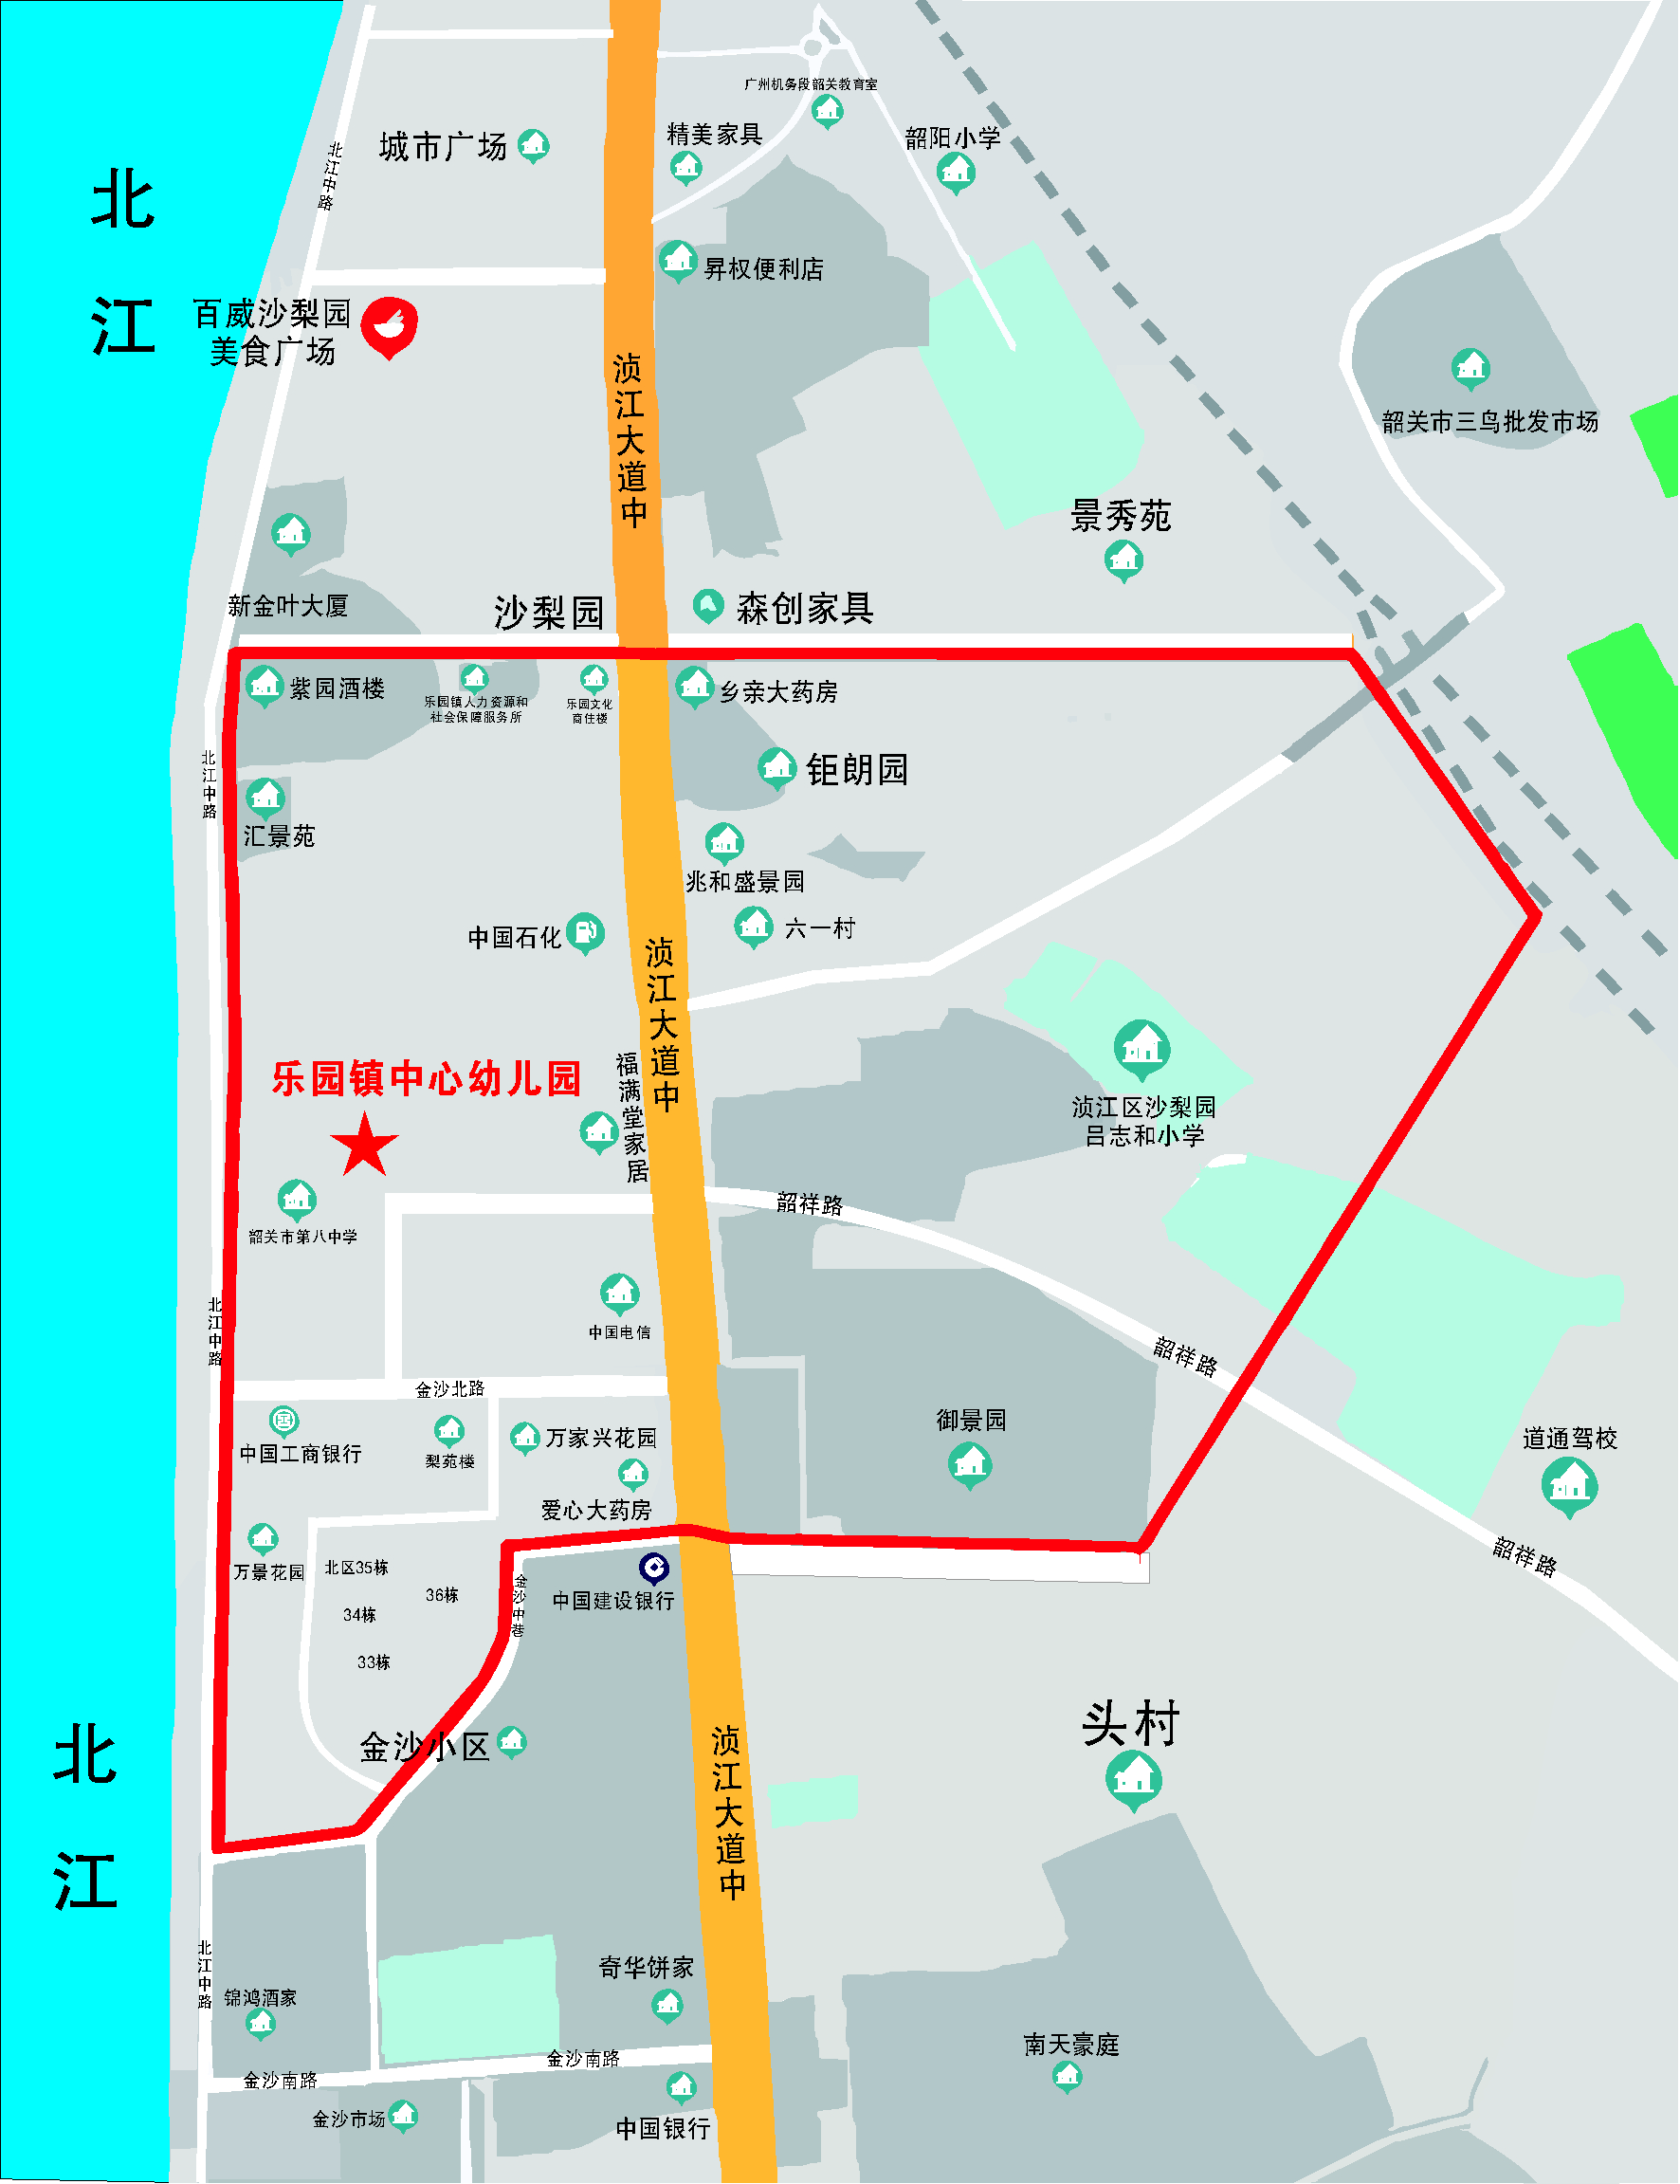 广州机务段韶关教育室
精美家具
韶阳小学
城市广场
北江中路
北江
昇权便利店
百威沙梨园
美食广场
浈江大道中
韶关市三鸟批发市场
景秀苑
新金叶大厦
沙梨园
森创家具
紫园酒楼
乐园镇人力资源和
社会保障服务所
乐园文化
商住楼
乡亲大药房
钜朗园
北江中路
汇景苑
兆和盛景园
中国石化
六一村
浈江大道中
乐园镇中心幼儿园
福满堂家居
浈江区沙梨园
吕志和小学
韶关市第八中学
韶祥路
北江中路
中国电信
韶祥路
金沙北路
御景园
中国工商银行
梨苑楼
万家兴花园
道通驾校
爱心大药房
万景花园
北区35栋
36栋
34栋
33栋
金沙中巷
中国建设银行
韶祥路
北江
金沙小区
头村
浈江大道中
北江中路
奇华饼家
锦鸿酒家
南天豪庭
金沙南路
金沙南路
金沙市场
中国银行